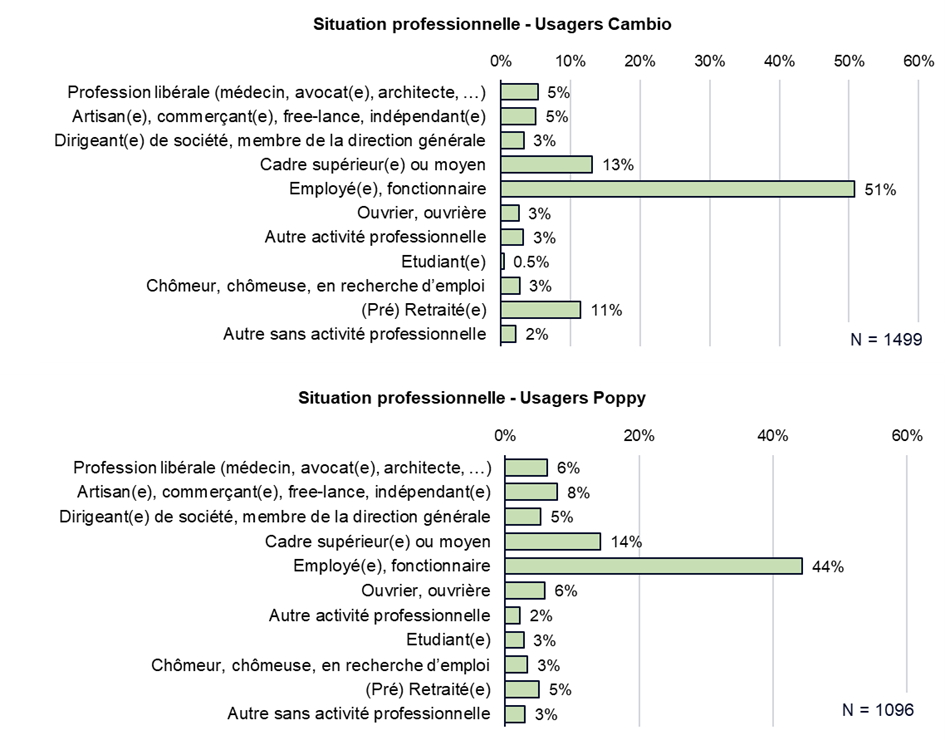 Situation professionnelle - Usagers Cambio
0% 10% 20% 30% 40% 50% 60%
Profession libérale (médecin, avocat(e), architecte, …) 5%
Artisan(e), commerçant(e), free-lance, indépendant(e) 5%
Dirigeant(e) de société, membre de la direction générale 3%
Cadre supérieur(e) ou moyen 13%
Employé(e), fonctionnaire 51%
Ouvrier, ouvrière 3%
Autre activité professionnelle 3%
Etudiant(e) 0.5%
Chômeur, chômeuse, en recherche d’emploi 3%
(Pré) Retraité(e) 11%
Autre sans activité professionnelle 2%
N = 1499
Situation professionnelle - Usagers Poppy
0% 20% 40% 60%
Profession libérale (médecin, avocat(e), architecte, …) 6%
Artisan(e), commerçant(e), free-lance, indépendant(e) 8%
Dirigeant(e) de société, membre de la direction générale 5%
Cadre supérieur(e) ou moyen 14%
Employé(e), fonctionnaire 44%
Ouvrier, ouvrière 6%
Autre activité professionnelle 2%
Etudiant(e) 3%
Chômeur, chômeuse, en recherche d’emploi 3%
(Pré) Retraité(e) 5%
Autre sans activité professionnelle 3%
N = 1096